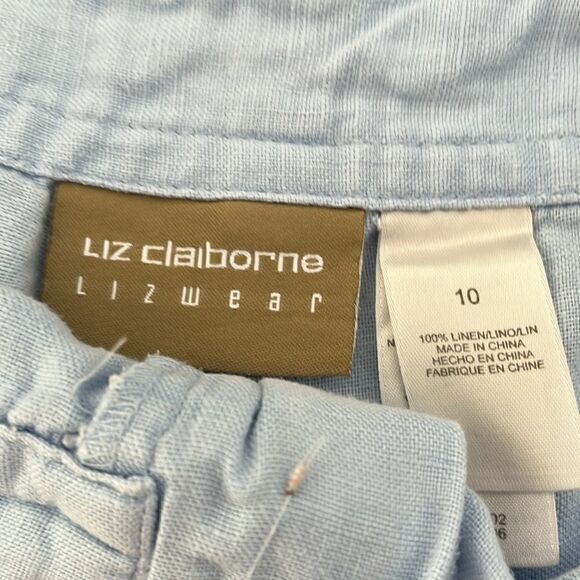 LIZ claiborne
LIZwear
10
100% LINEN/LINO/LIN
MADE IN CHINA
HECHO EN CHINA
FABRIQUE EN CHINE